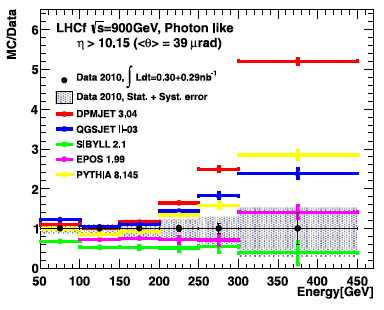 MC/Data
LHCf √s=900GeV, Photon like
η > 10.15 (<θ> = 39 μrad)
Data 2010, ∫ Ldt=0.30+0.29nb⁻¹
Data 2010, Stat. + Syst. error
DPMJET 3.04
QGSJET II-03
SIBYLL 2.1
EPOS 1.99
PYTHIA 8.145
6
5
4
3
2
1
0
50 100 150 200 250 300 350 400 450
Energy[GeV]